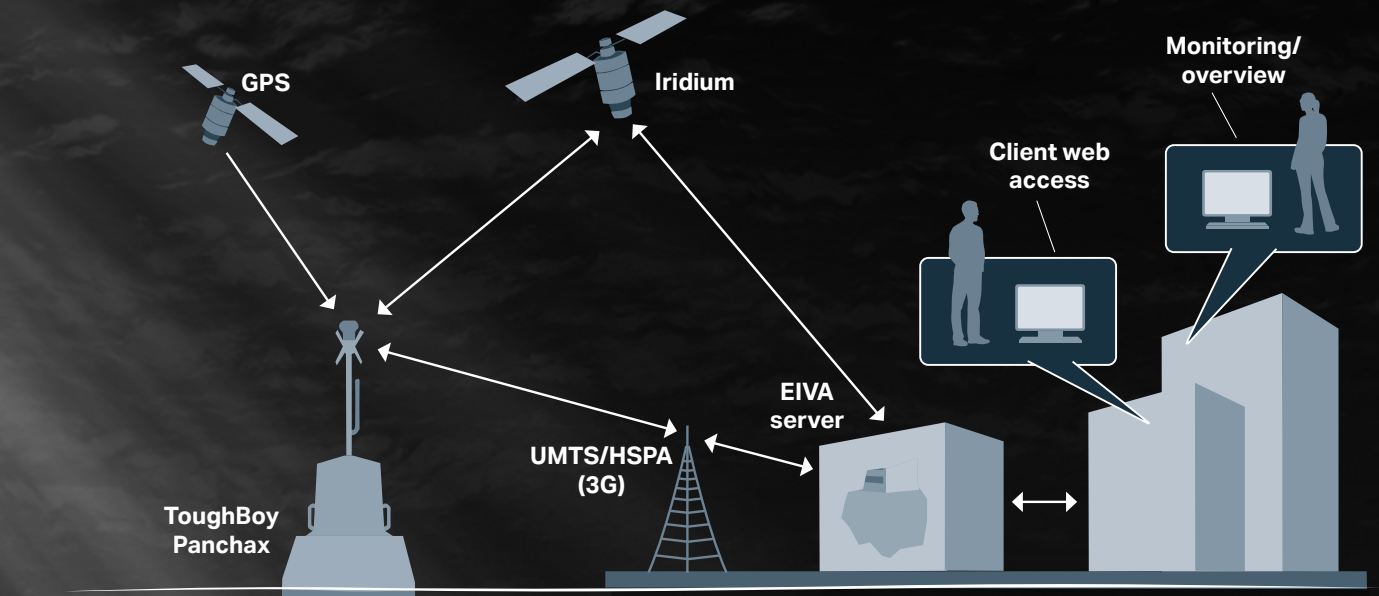 GPS
Iridium
Monitoring/
overview
Client web
access
EIVA
server
UMTS/HSPA
(3G)
ToughBoy
Panchax